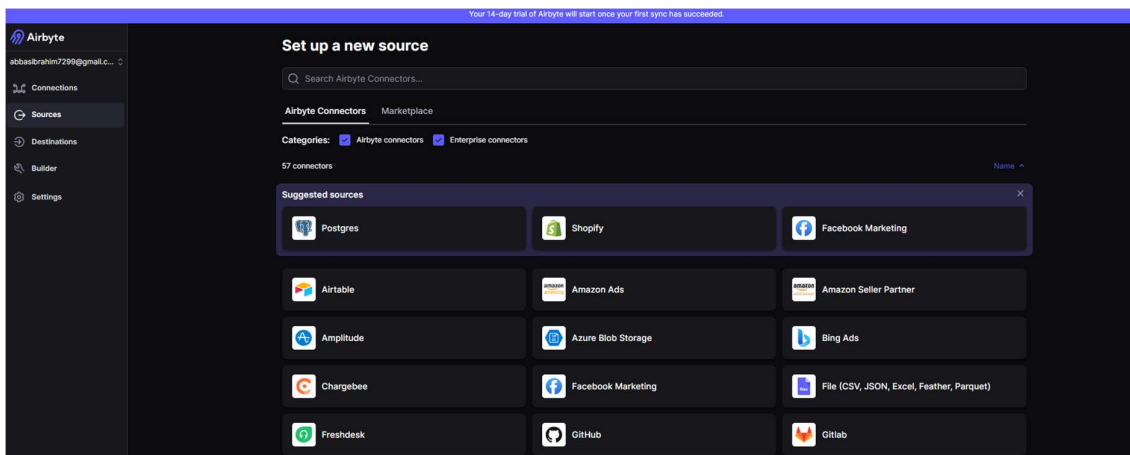 Your 14-day trial of Airbyte will start once your first sync has succeeded.
Airbyte
abbasibrahim7299@gmail.c...
Connections
Sources
Destinations
Builder
Settings
Set up a new source
Search Airbyte Connectors...
Airbyte Connectors Marketplace
Categories: Airbyte connectors Enterprise connectors
57 connectors Name
Suggested sources
Postgres Shopify Facebook Marketing
Airtable Amazon Ads Amazon Seller Partner
Amplitude Azure Blob Storage Bing Ads
Chargebee Facebook Marketing File (CSV, JSON, Excel, Feather, Parquet)
Freshdesk GitHub Gitlab